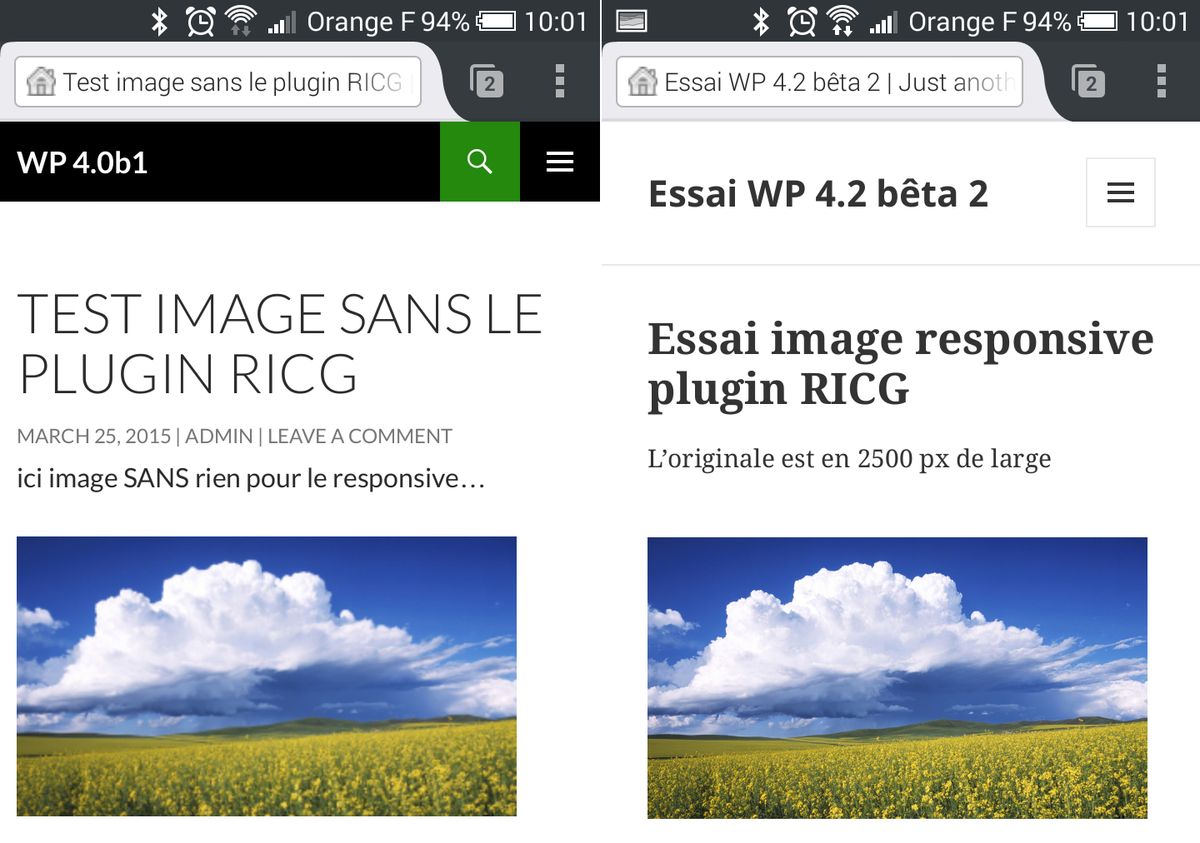 Orange F 94% 10:01
Test image sans le plugin RICG
2
WP 4.0b1
TEST IMAGE SANS LE
PLUGIN RICG
MARCH 25, 2015 | ADMIN | LEAVE A COMMENT
ici image SANS rien pour le responsive…
Orange F 94% 10:01
Essai WP 4.2 bêta 2 | Just anoth
2
Essai WP 4.2 bêta 2
Essai image responsive
plugin RICG
L’originale est en 2500 px de large